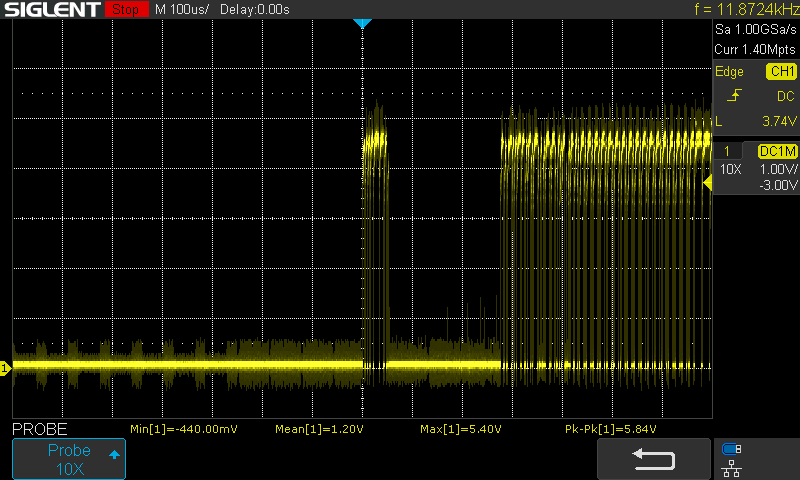 SIGLENT Stop M 100us/ Delay:0.00s f = 11.8724kHz
Sa 1.00GSa/s
Curr 1.40Mpts
Edge CH1
DC
L 3.74V
1 DC1M
10X 1.00V/
-3.00V
1
PROBE Min[1]=-440.00mV Mean[1]=1.20V Max[1]=5.40V Pk-Pk[1]=5.84V
Probe
10X